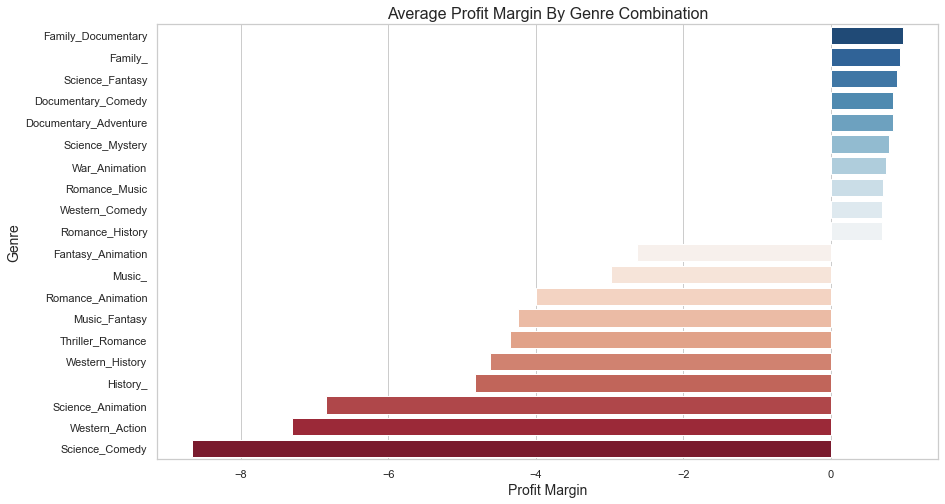 Average Profit Margin By Genre Combination
Genre
Family_Documentary
Family_
Science_Fantasy
Documentary_Comedy
Documentary_Adventure
Science_Mystery
War_Animation
Romance_Music
Western_Comedy
Romance_History
Fantasy_Animation
Music_
Romance_Animation
Music_Fantasy
Thriller_Romance
Western_History
History_
Science_Animation
Western_Action
Science_Comedy
−8 −6 −4 −2 0
Profit Margin